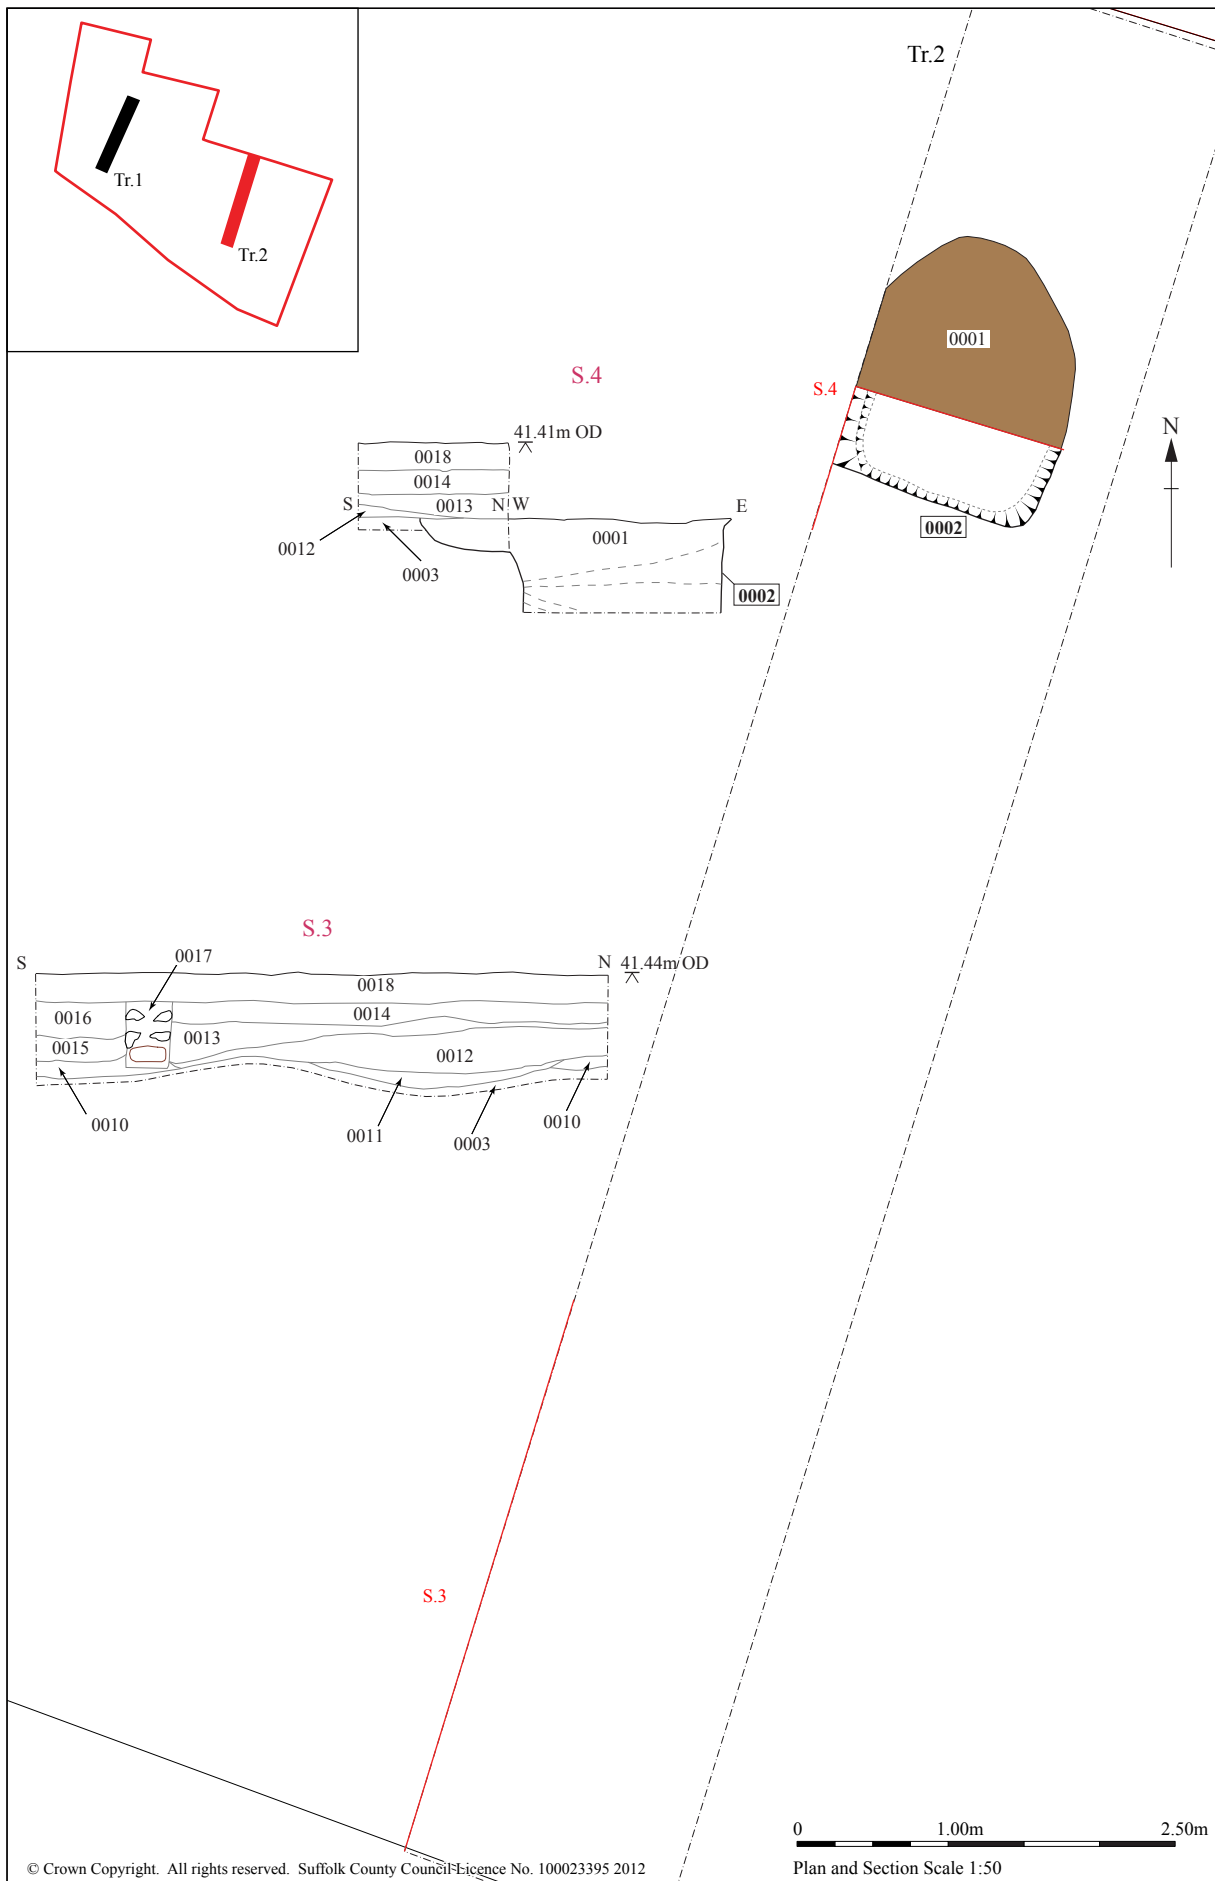 Tr.1
Tr.2
Tr.2
0001
S.4
N
0002
S.4
41.41m OD
0018
0014
S
0013
N W
E
0012
0003
0001
0002
S.3
S
0017
N 41.44m OD
0018
0016
0014
0015
0013
0012
0010
0011
0003
0010
S.3
0 1.00m 2.50m
Plan and Section Scale 1:50
© Crown Copyright. All rights reserved. Suffolk County Council Licence No. 100023395 2012